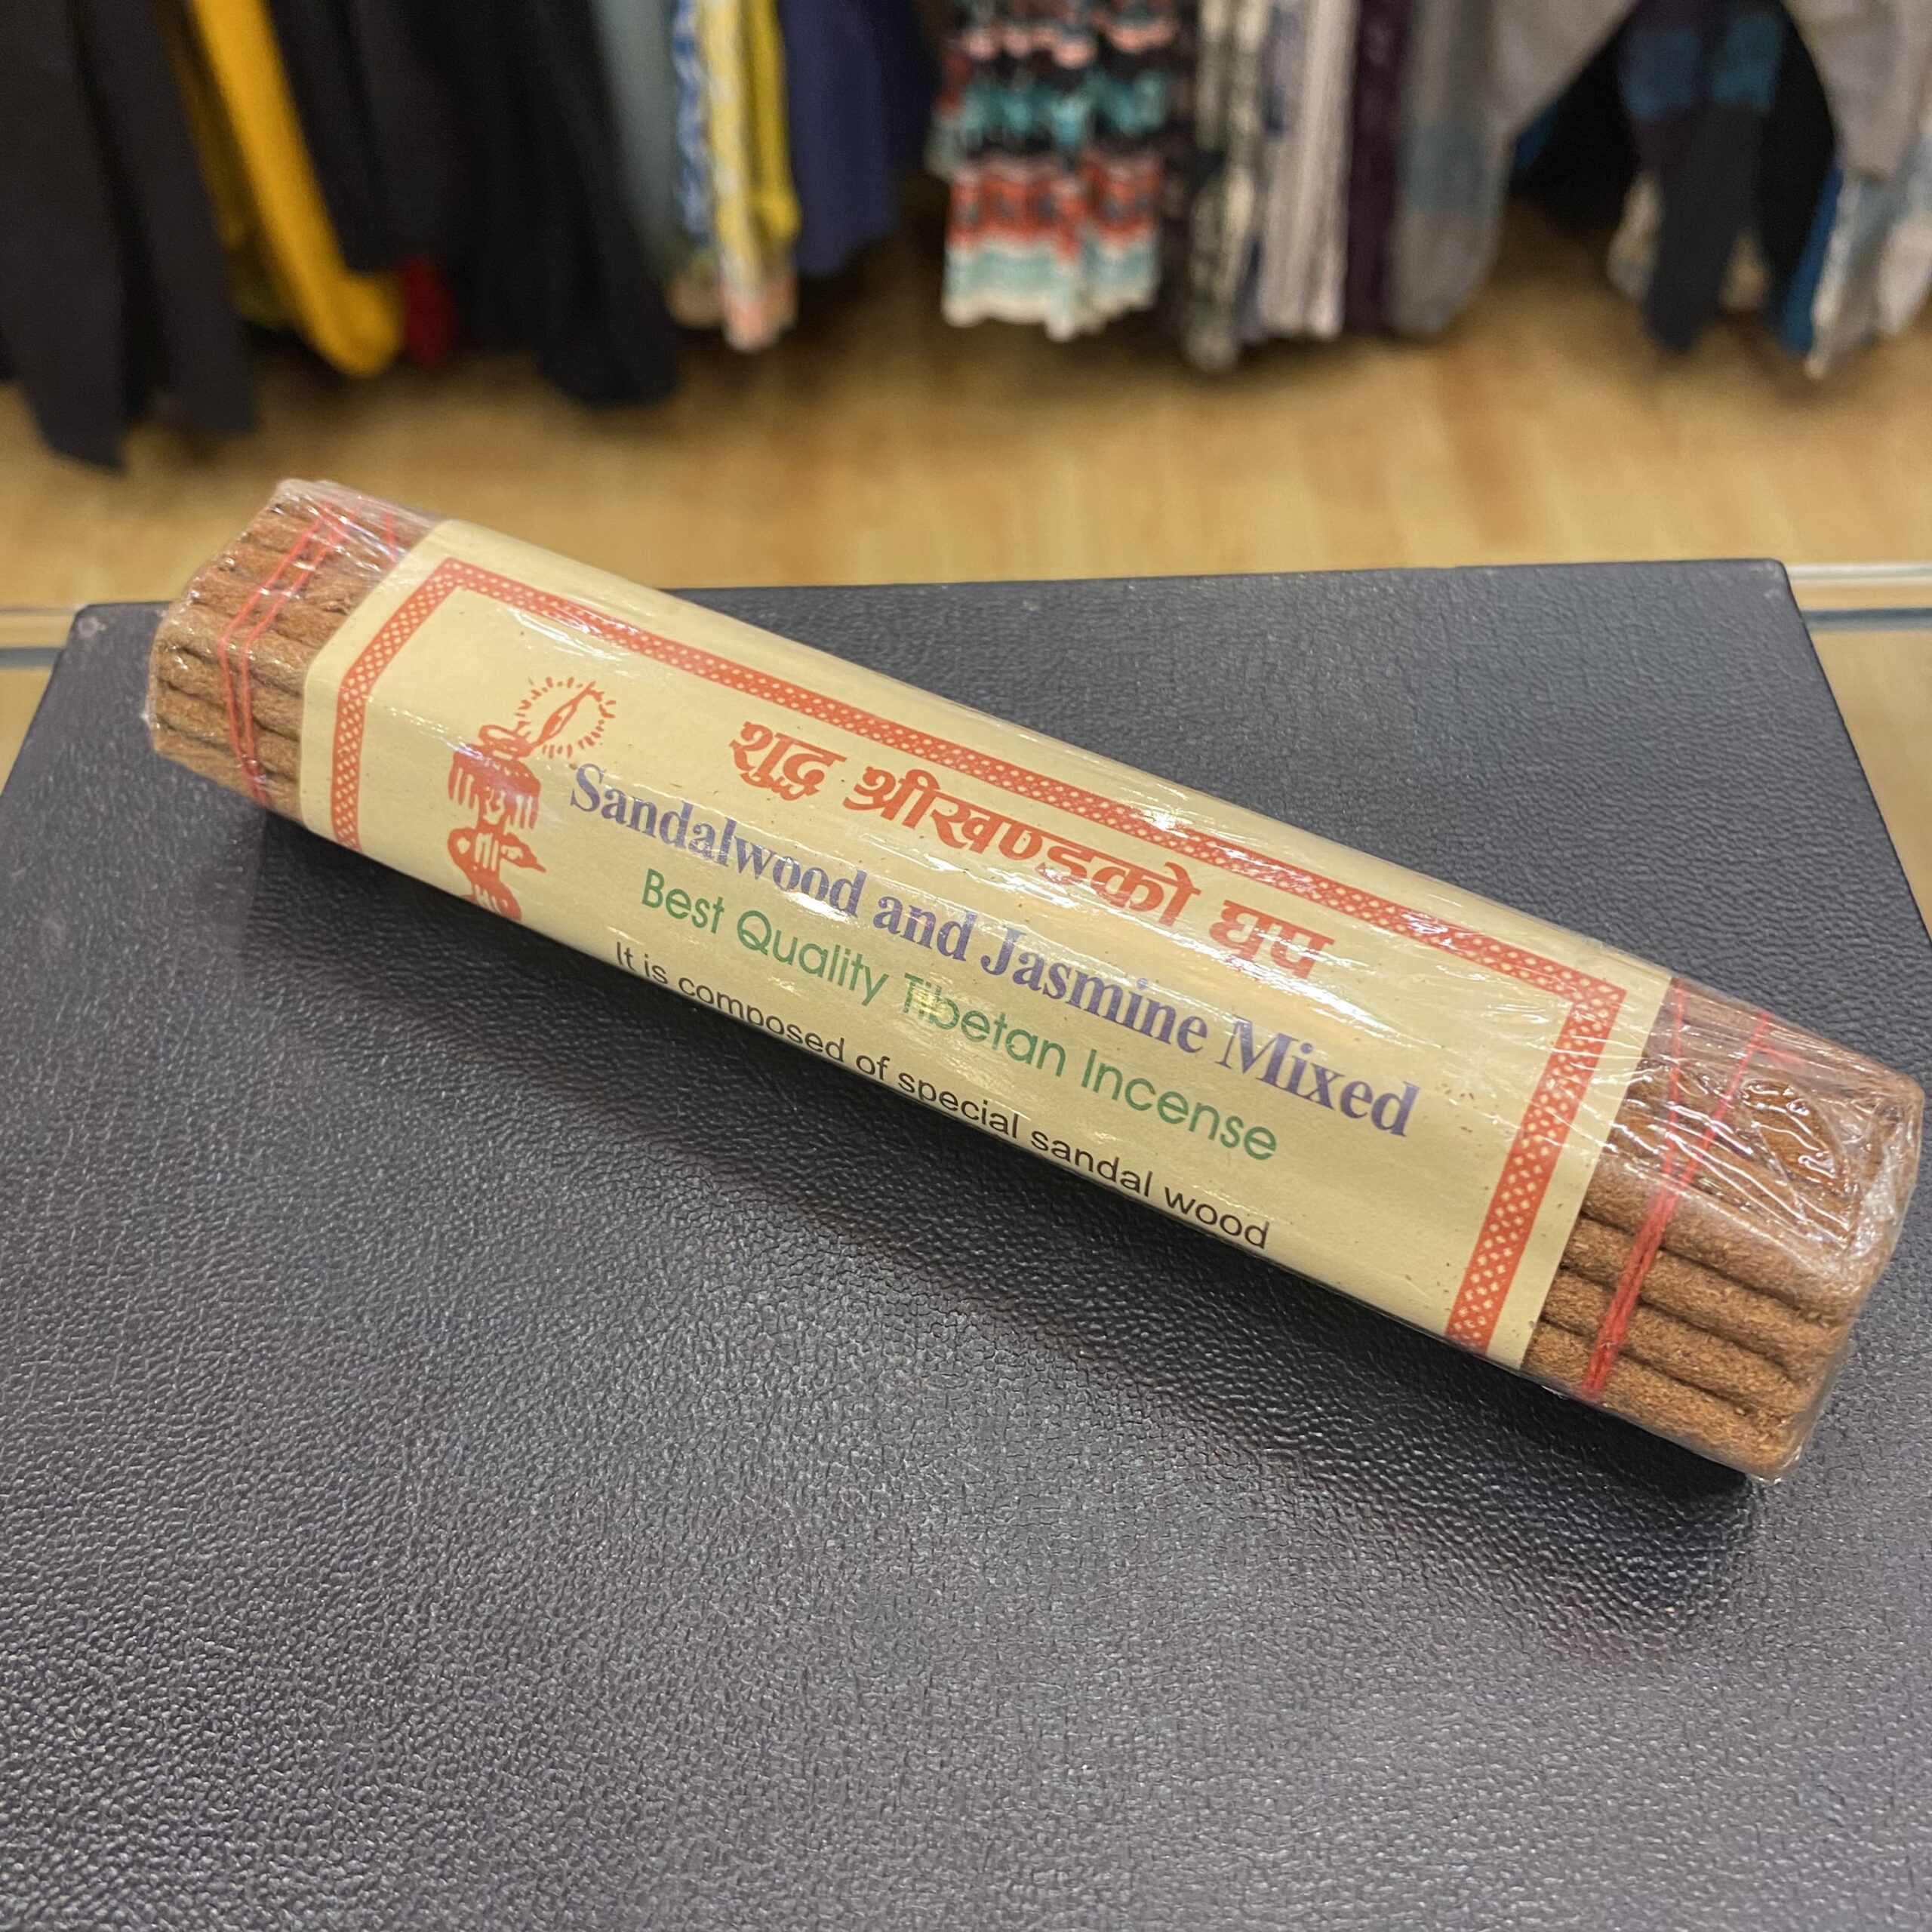 शुद्ध श्रीखण्डको धूप
Sandalwood and Jasmine Mixed
Best Quality Tibetan Incense
It is composed of special sandal wood